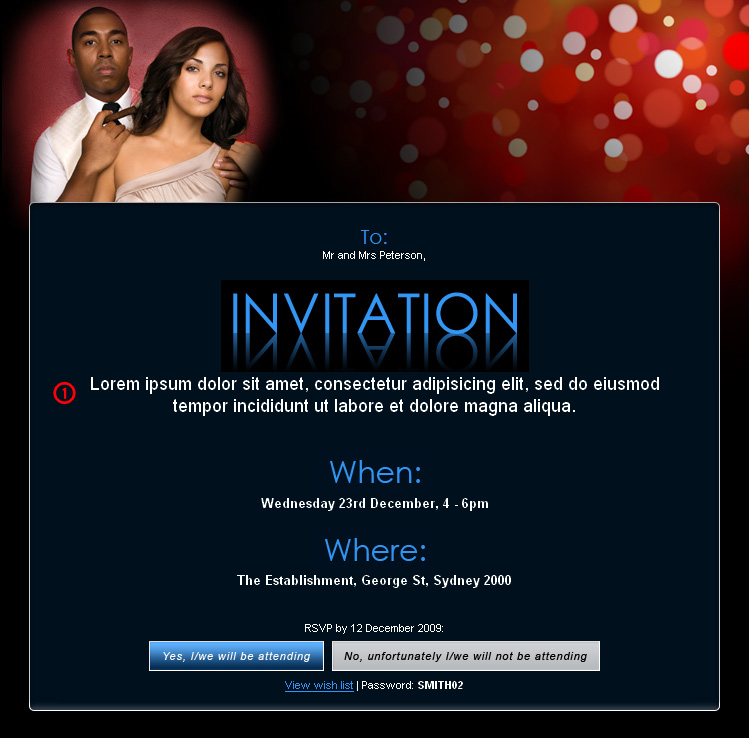 To:
Mr and Mrs Peterson,
INVITATION
1
Lorem ipsum dolor sit amet, consectetur adipisicing elit, sed do eiusmod
tempor incididunt ut labore et dolore magna aliqua.
When:
Wednesday 23rd December, 4 - 6pm
Where:
The Establishment, George St, Sydney 2000
RSVP by 12 December 2009:
Yes, I/we will be attending No, unfortunately I/we will not be attending
View wish list | Password: SMITH02